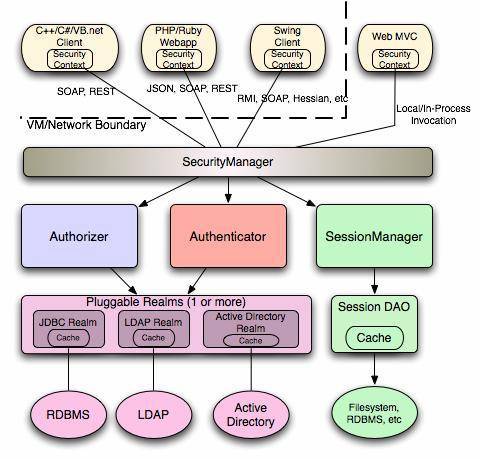 C++/C#/VB.net
Client
Security
Context
PHP/Ruby
Webapp
Security
Context
Swing
Client
Security
Context
Web MVC
Security
Context
SOAP, REST
JSON, SOAP, REST
RMI, SOAP, Hessian, etc
Local/In-Process
Invocation
VM/Network Boundary
SecurityManager
Authorizer
Authenticator
SessionManager
Pluggable Realms (1 or more)
JDBC Realm
Cache
LDAP Realm
Cache
Active Directory
Realm
Cache
Session DAO
Cache
RDBMS
LDAP
Active
Directory
Filesystem,
RDBMS, etc